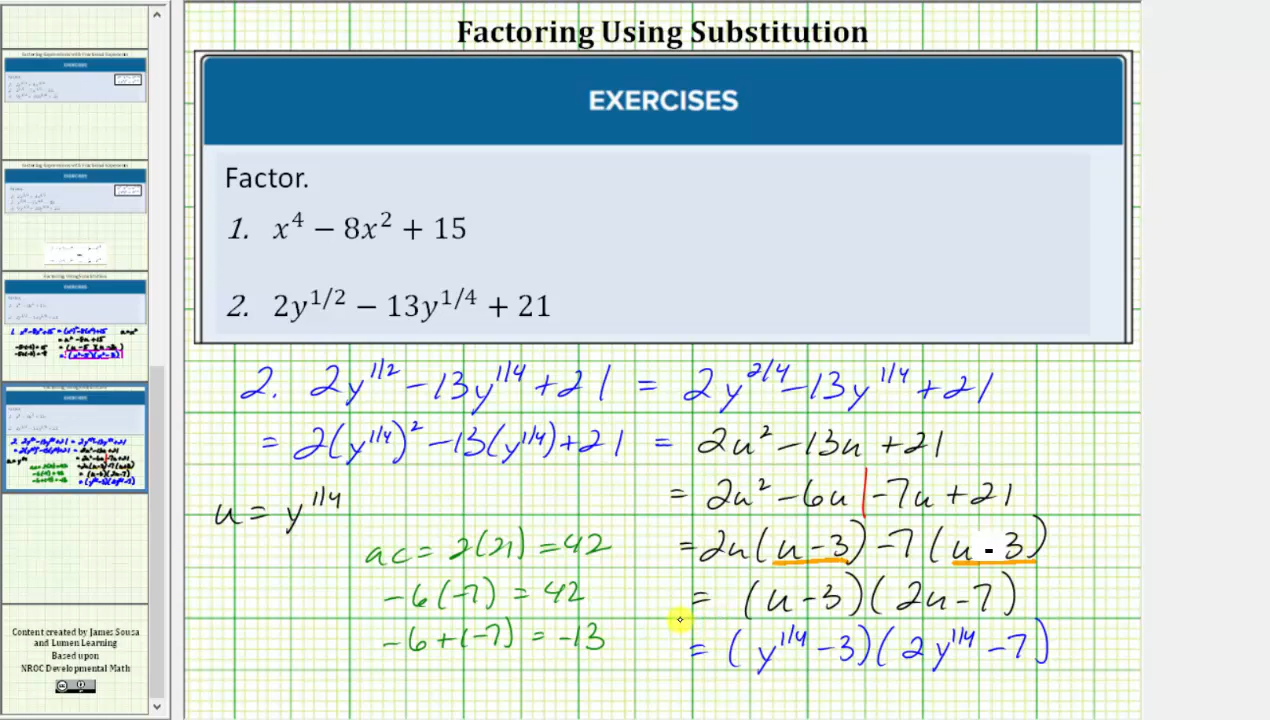 Factoring Using Substitution
EXERCISES
Factor.
1. x⁴ − 8x² + 15
2. 2y^{1/2} − 13y^{1/4} + 21
2. 2y^{1/2} − 13y^{1/4} + 21 = 2y^{2/4} − 13y^{1/4} + 21
= 2(y^{1/4})² − 13(y^{1/4}) + 21 = 2u² − 13u + 21
= 2u² − 6u | − 7u + 21
u = y^{1/4}
ac = 2(21) = 42 = 2u(u − 3) − 7(u - 3)
−6(−7) = 42 = (u − 3)(2u − 7)
−6 + (−7) = −13 = (y^{1/4} − 3)(2y^{1/4} − 7)
EXERCISES
EXERCISES
EXERCISES
EXERCISES
Content created by James Sousa
and Lumen Learning
Based upon
NROC Developmental Math